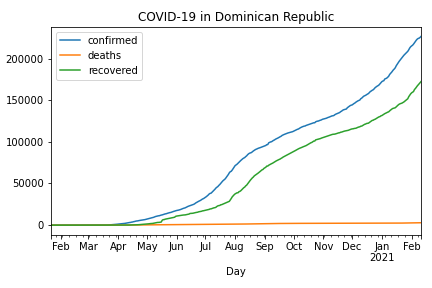 COVID-19 in Dominican Republic
confirmed
deaths
recovered
200000
150000
100000
50000
0
Feb Mar Apr May Jun Jul Aug Sep Oct Nov Dec Jan Feb
2021
Day